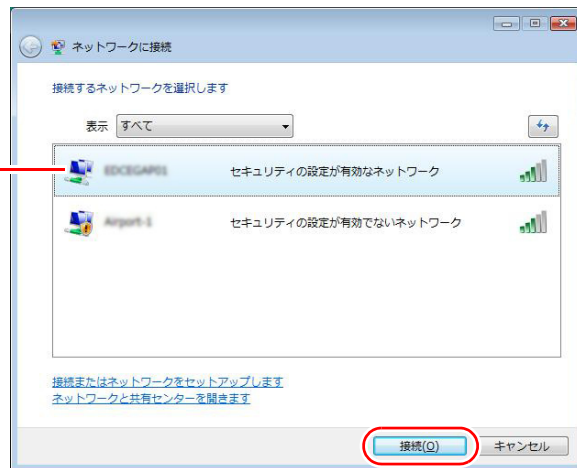 ネットワークに接続
接続するネットワークを選択します
表示 すべて
セキュリティの設定が有効なネットワーク
Airport-1 セキュリティの設定が有効でないネットワーク
接続またはネットワークをセットアップします
ネットワークと共有センターを開きます
接続(O) キャンセル